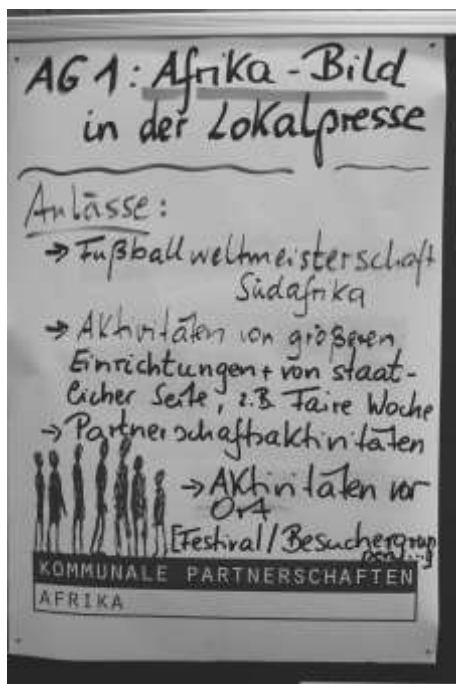 AG 1: Afrika-Bild
in der Lokalpresse
Anlässe:
→ Fußballweltmeisterschaft
Südafrika
→ Aktivitäten von größeren
Einrichtungen + von staat-
licher Seite, z.B. Faire Woche
→ Partnerschaftsaktivitäten
→ Aktivitäten vor
Ort
[Festival/Besuchergrup
pen...]
KOMMUNALE PARTNERSCHAFTEN
AFRIKA